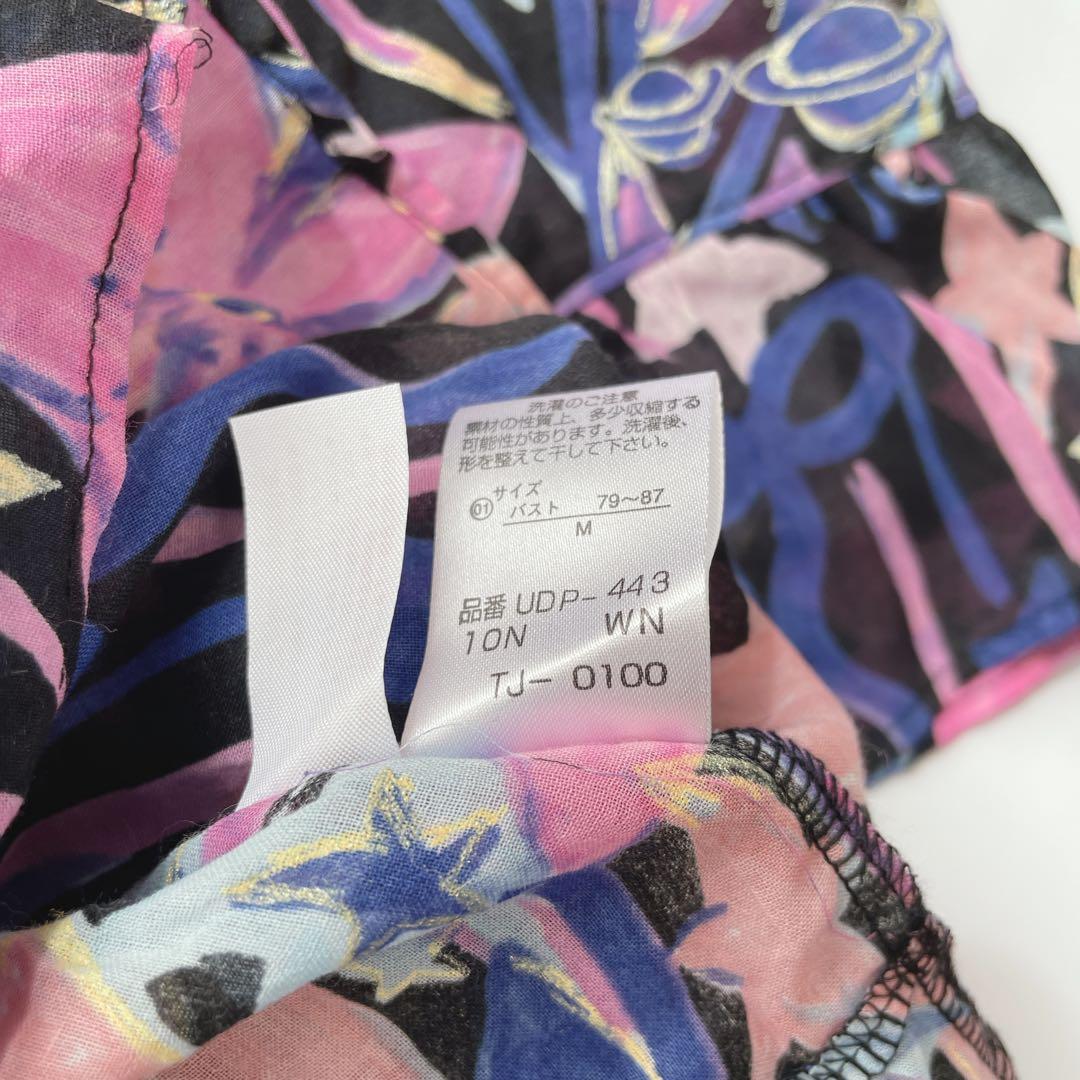 洗濯のご注意
素材の性質上、多少収縮する
可能性があります。洗濯後、
形を整えて干して下さい。
01 サイズ
バスト 79～87
M
品番 UDP-443
10N WN
TJ- 0100